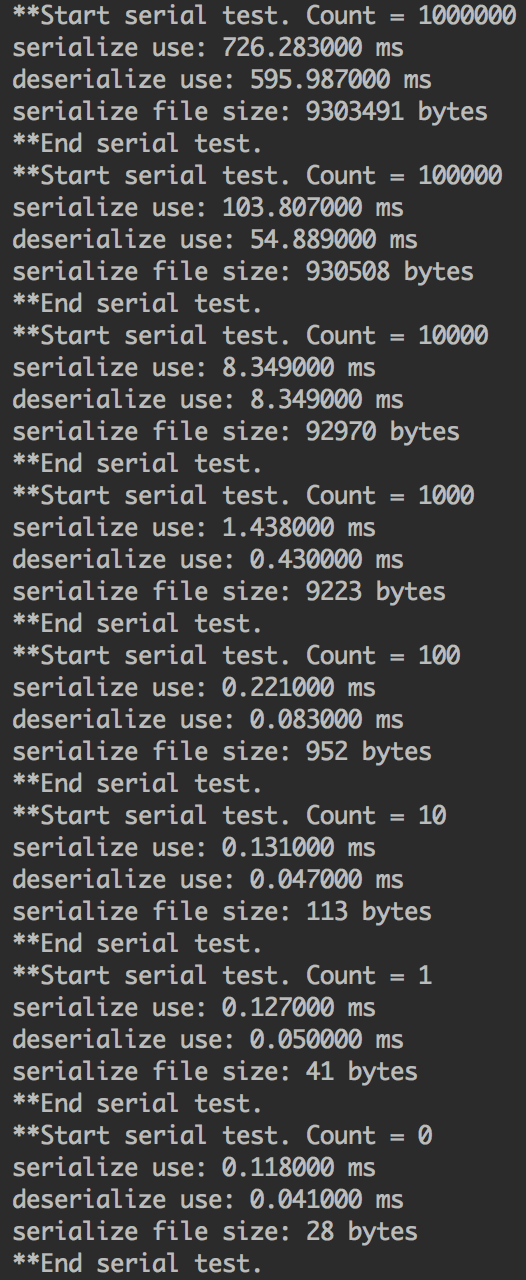 **Start serial test. Count = 1000000
serialize use: 726.283000 ms
deserialize use: 595.987000 ms
serialize file size: 9303491 bytes
**End serial test.
**Start serial test. Count = 100000
serialize use: 103.807000 ms
deserialize use: 54.889000 ms
serialize file size: 930508 bytes
**End serial test.
**Start serial test. Count = 10000
serialize use: 8.349000 ms
deserialize use: 8.349000 ms
serialize file size: 92970 bytes
**End serial test.
**Start serial test. Count = 1000
serialize use: 1.438000 ms
deserialize use: 0.430000 ms
serialize file size: 9223 bytes
**End serial test.
**Start serial test. Count = 100
serialize use: 0.221000 ms
deserialize use: 0.083000 ms
serialize file size: 952 bytes
**End serial test.
**Start serial test. Count = 10
serialize use: 0.131000 ms
deserialize use: 0.047000 ms
serialize file size: 113 bytes
**End serial test.
**Start serial test. Count = 1
serialize use: 0.127000 ms
deserialize use: 0.050000 ms
serialize file size: 41 bytes
**End serial test.
**Start serial test. Count = 0
serialize use: 0.118000 ms
deserialize use: 0.041000 ms
serialize file size: 28 bytes
**End serial test.